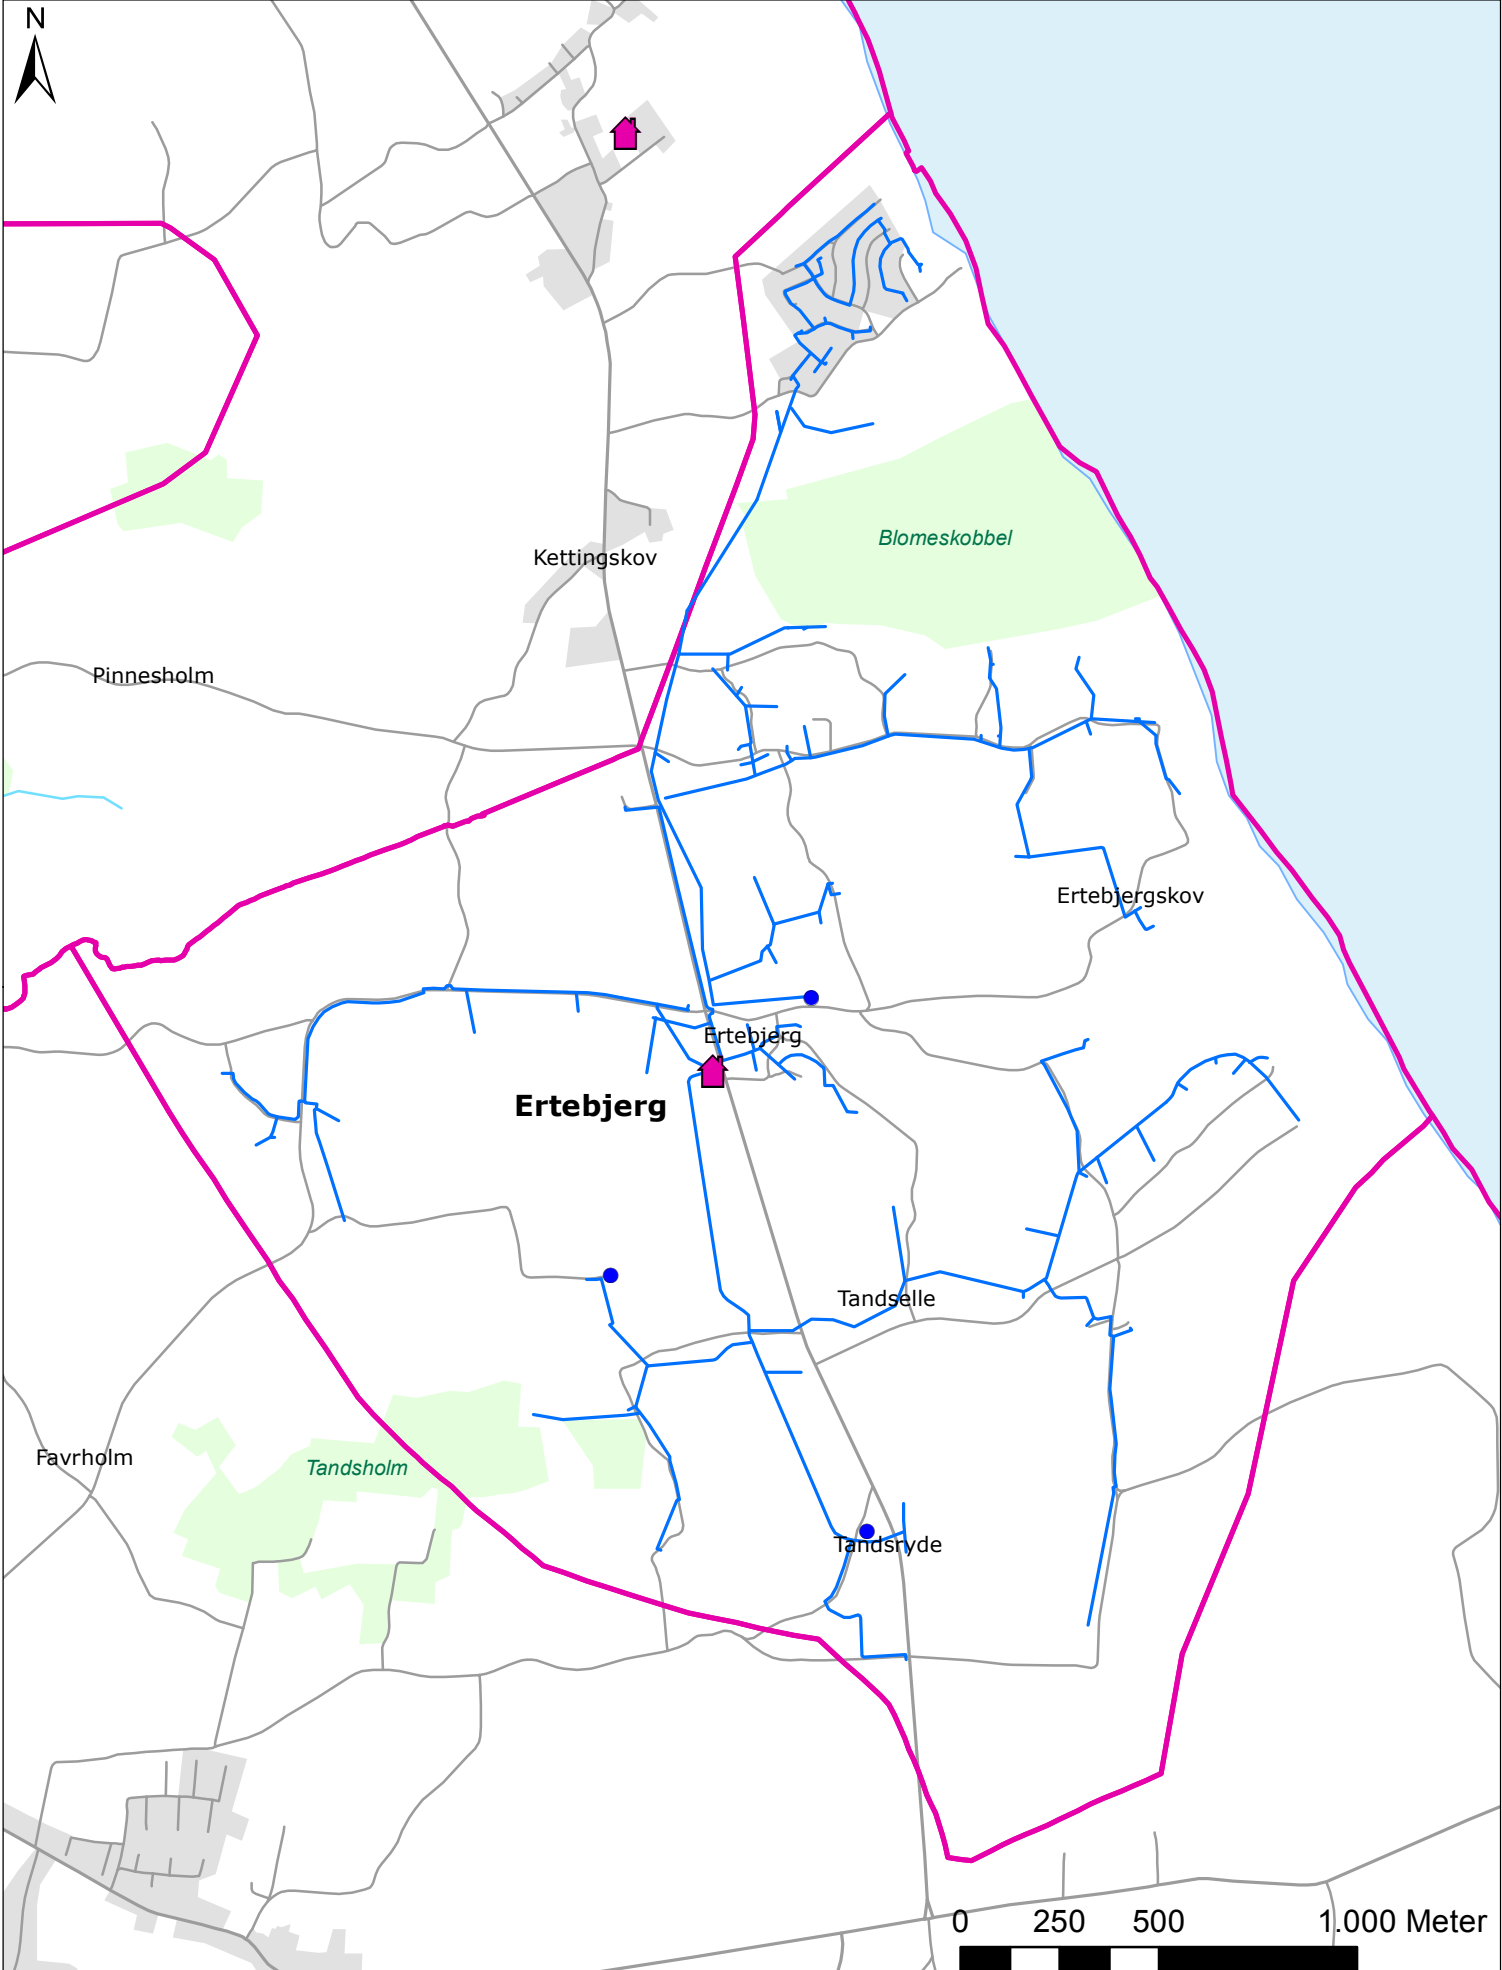 N
Blomeskobbel
Kettingskov
Pinnesholm
Ertebjergskov
Ertebjerg
Ertebjerg
Tandselle
Favrholm
Tandsholm
Tandsryde
0 250 500 1.000 Meter